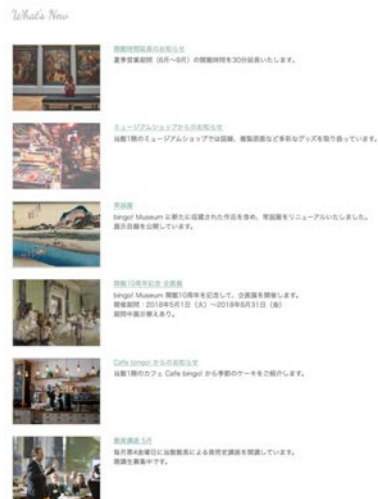 What's New
開館時間延長のお知らせ
夏季営業期間（6月〜9月）の開館時間を30分延長いたします。
ミュージアムショップからのお知らせ
当館1階のミュージアムショップでは図録、複製画など多彩なグッズを取り扱っています。
常設展
bingo! Museum に新たに収蔵された作品を含め、常設展をリニューアルいたしました。
展示目録を公開しています。
開館10周年記念 企画展
bingo! Museum 開館10周年を記念して、企画展を開催します。
開催期間：2018年5月1日（火）〜2018年8月31日（金）
期間中展示替えあり。
Cafe bingo! からのお知らせ
当館1階のカフェ Cafe bingo! から季節のケーキをご紹介します。
館長講座 5月
毎月第4金曜日に当館館長による美術史講座を開講しています。
聴講生募集中です。